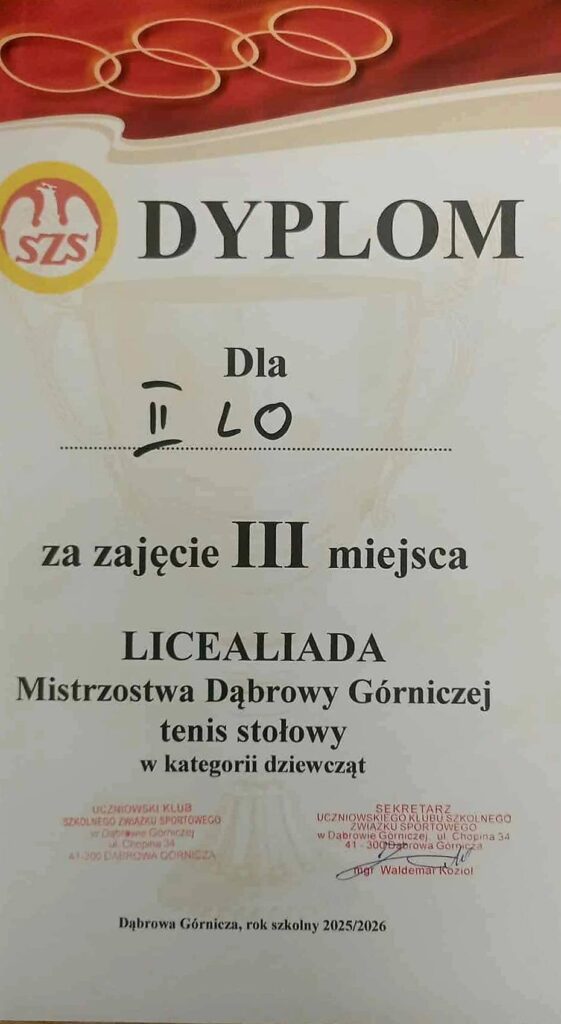 SZS
DYPLOM
Dla
II LO
za zajęcie III miejsca
LICEALIADA
Mistrzostwa Dąbrowy Górniczej
tenis stołowy
w kategorii dziewcząt
UCZNIOWSKI KLUB
SZKOLNEGO ZWIĄZKU SPORTOWEGO
w Dąbrowie Górniczej
ul. Chopina 34
41-300 DĄBROWA GÓRNICZA
SEKRETARZ
UCZNIOWSKIEGO KLUBU SZKOLNEGO
ZWIĄZKU SPORTOWEGO
w Dąbrowie Górniczej, ul. Chopina 34
41 - 300 Dąbrowa Górnicza
mgr Waldemar Kozioł
Dąbrowa Górnicza, rok szkolny 2025/2026